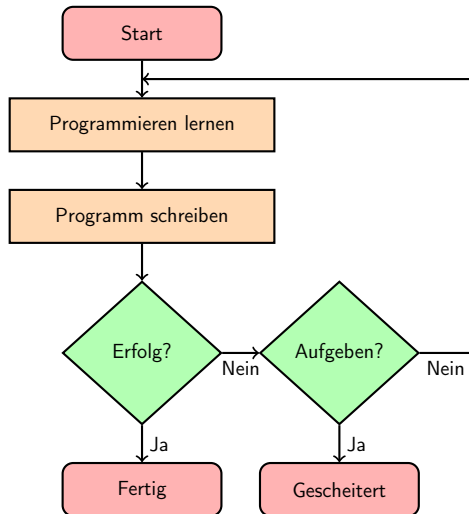 Start
Programmieren lernen
Programm schreiben
Erfolg?
Nein
Aufgeben?
Nein
Ja
Ja
Fertig
Gescheitert